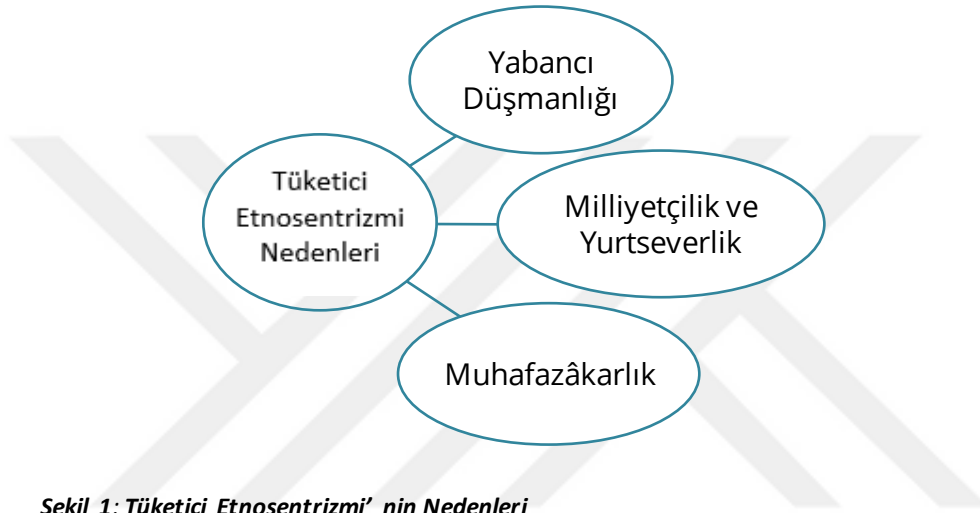 Yabancı
Düşmanlığı
Tüketici
Etnosentrizmi
Nedenleri
Milliyetçilik ve
Yurtseverlik
Muhafazâkarlık
Şekil 1: Tüketici Etnosentrizmi' nin Nedenleri